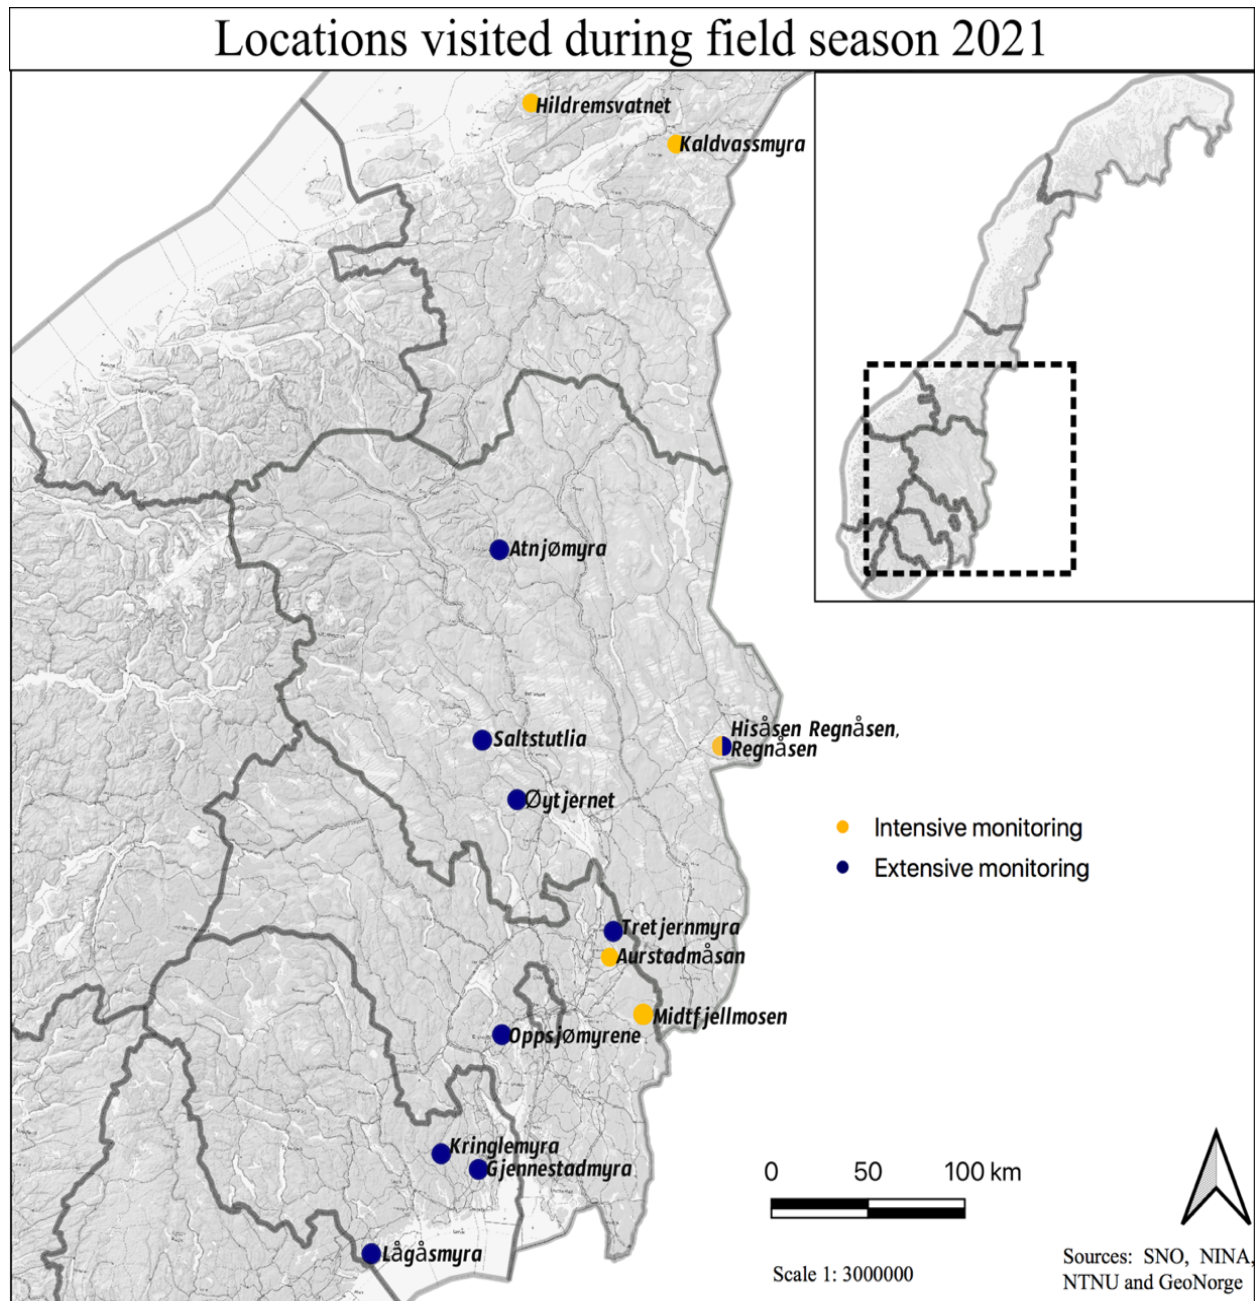 Locations visited during field season 2021
Hildremsvatnet
Kaldvassmyra
Atnjømyra
Hisåsen Regnåsen,
Regnåsen
Saltstutlia
Øytjernet
Intensive monitoring
Extensive monitoring
Tretjernmyra
Aurstadmåsan
Midtfjellmosen
Oppsjømyrene
Kringlemyra
Gjennestadmyra
Lågåsmyra
0 50 100 km
Scale 1: 3000000
Sources: SNO, NINA,
NTNU and GeoNorge